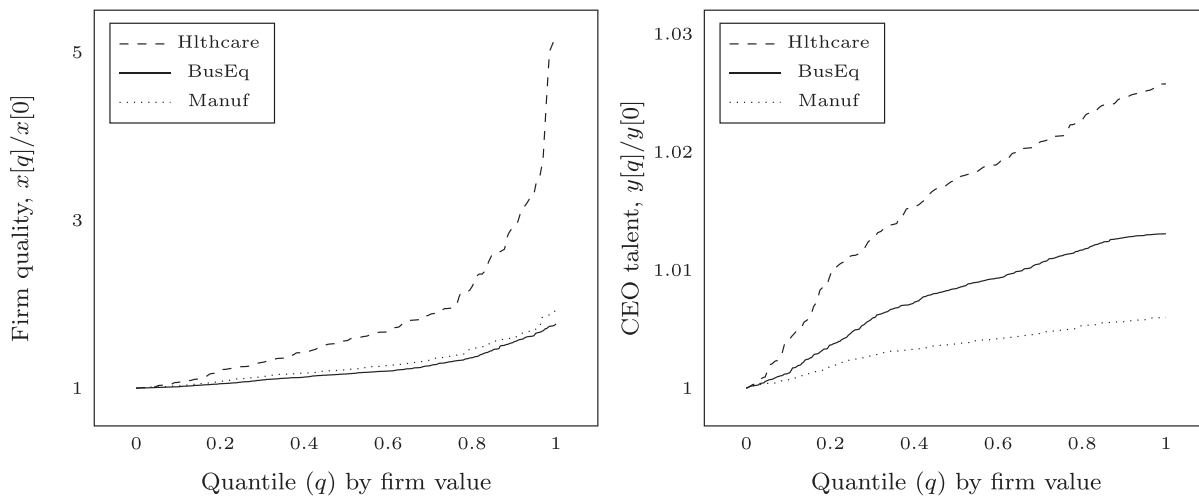 Firm quality, x[q]/x[0]
5
3
1
Hlthcare
BusEq
Manuf
0
0.2
0.4
0.6
0.8
1
Quantile (q) by firm value
CEO talent, y[q]/y[0]
1.03
1.02
1.01
1
Hlthcare
BusEq
Manuf
0
0.2
0.4
0.6
0.8
1
Quantile (q) by firm value